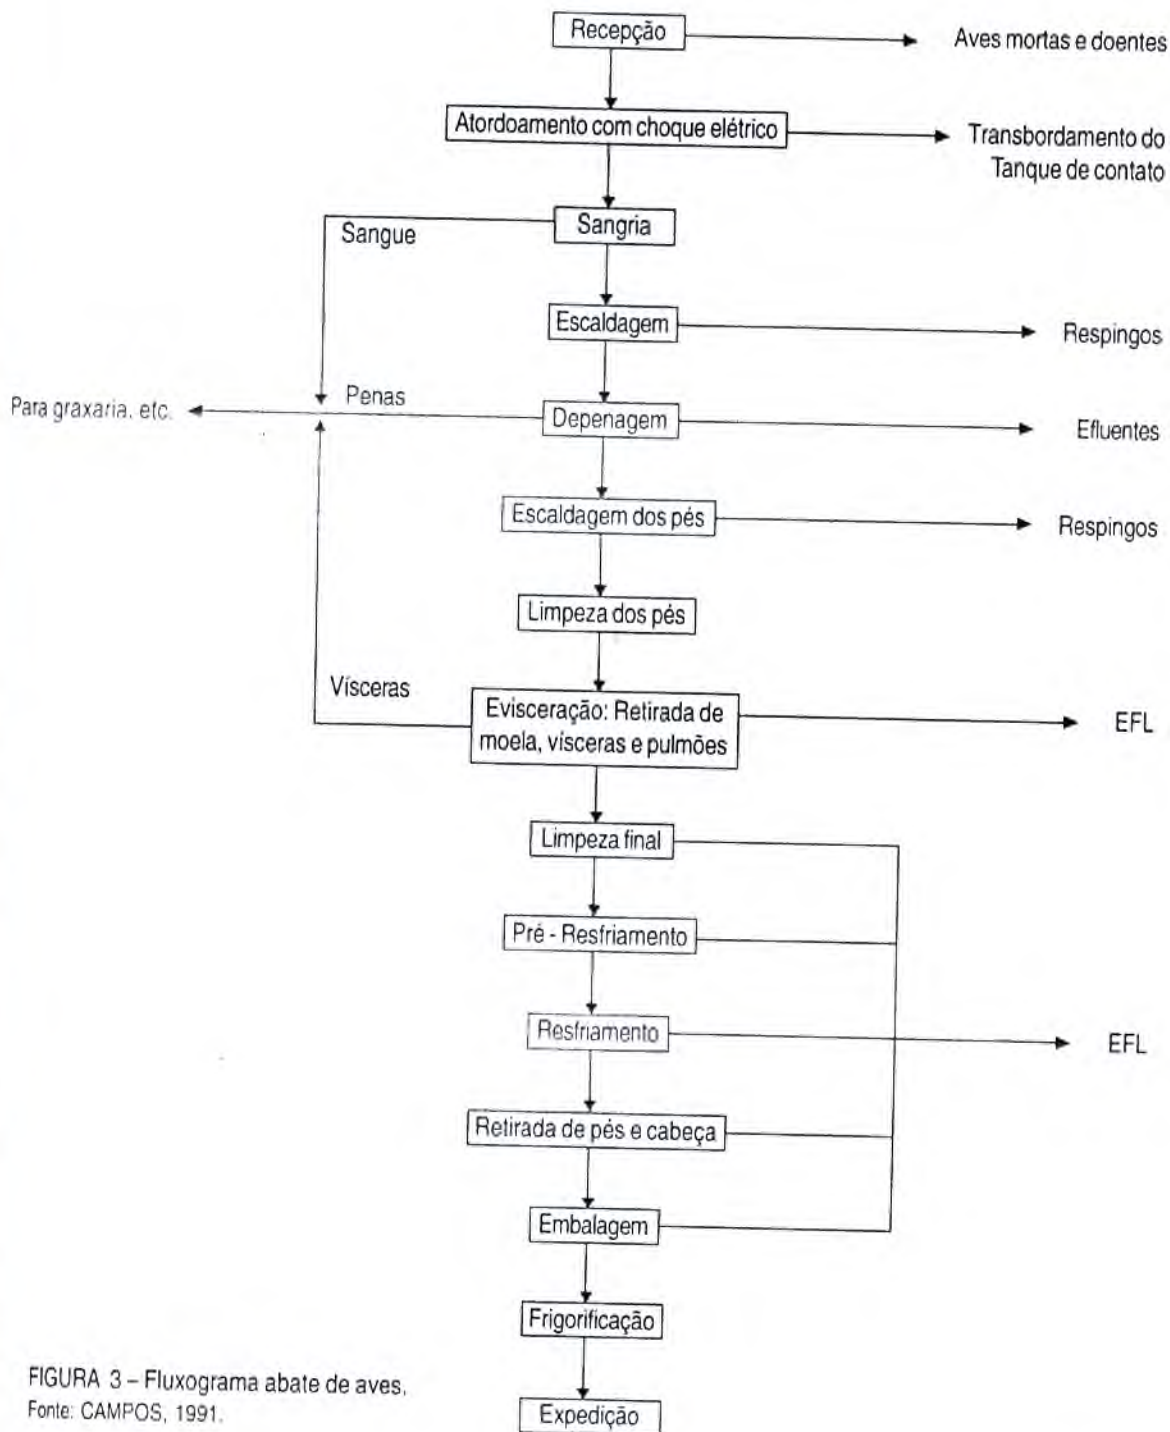 Recepção
Aves mortas e doentes
Atordoamento com choque elétrico
Transbordamento do
Tanque de contato
Sangria
Sangue
Escaldagem
Respingos
Penas
Para graxaria. etc.
Depenagem
Efluentes
Escaldagem dos pés
Respingos
Limpeza dos pés
Vísceras
Evisceração: Retirada de
moela, vísceras e pulmões
EFL
Limpeza final
Pré - Resfriamento
Resfriamento
EFL
Retirada de pés e cabeça
Embalagem
Frigorificação
Expedição
FIGURA 3 – Fluxograma abate de aves,
Fonte: CAMPOS, 1991.